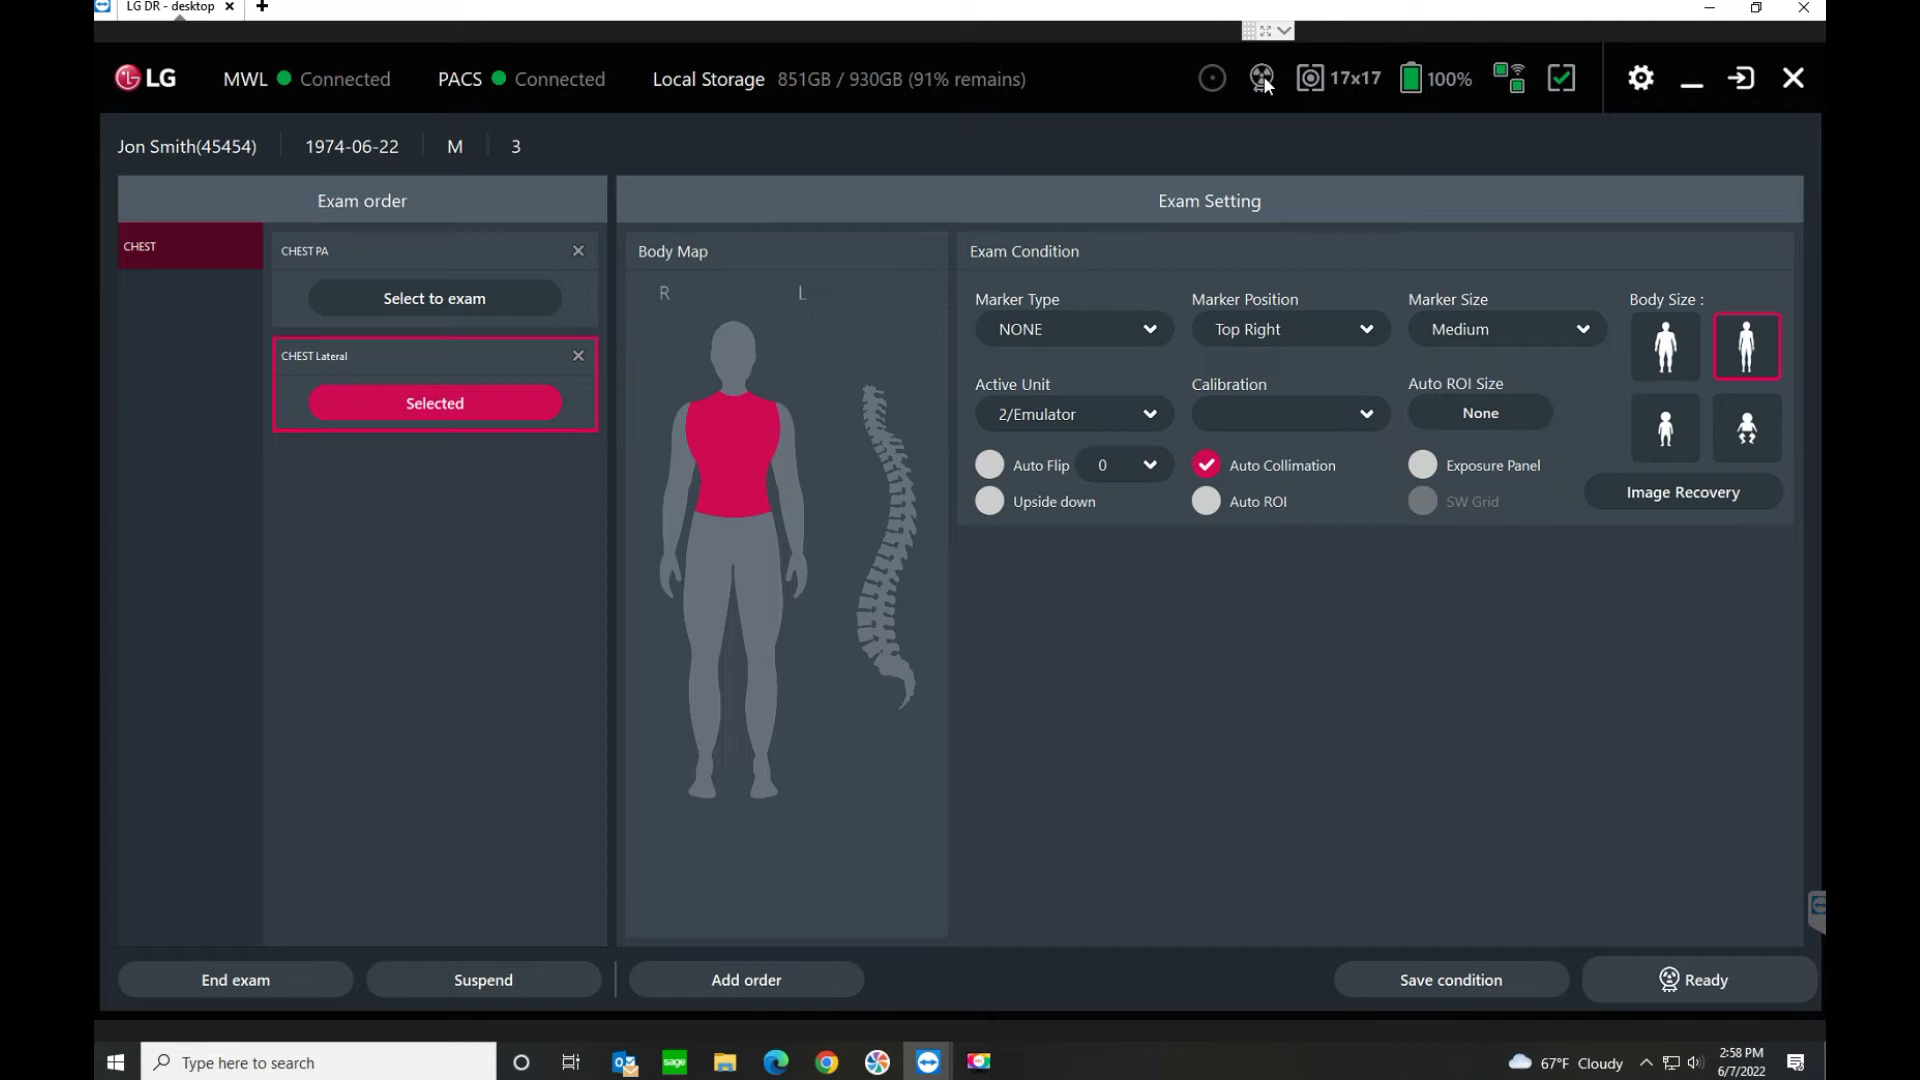 LG DR - desktop
LG MWL Connected PACS Connected Local Storage 851GB / 930GB (91% remains) 17x17 100%
Jon Smith(45454) 1974-06-22 M 3
Exam order
Exam Setting
CHEST
CHEST PA
Select to exam
CHEST Lateral
Selected
Body Map
R L
Exam Condition
Marker Type Marker Position Marker Size Body Size :
NONE Top Right Medium
Active Unit Calibration Auto ROI Size
2/Emulator None
Auto Flip 0 Auto Collimation Exposure Panel
Upside down Auto ROI SW Grid
Image Recovery
End exam Suspend Add order Save condition Ready
Type here to search
sage
67°F Cloudy
2:58 PM
6/7/2022